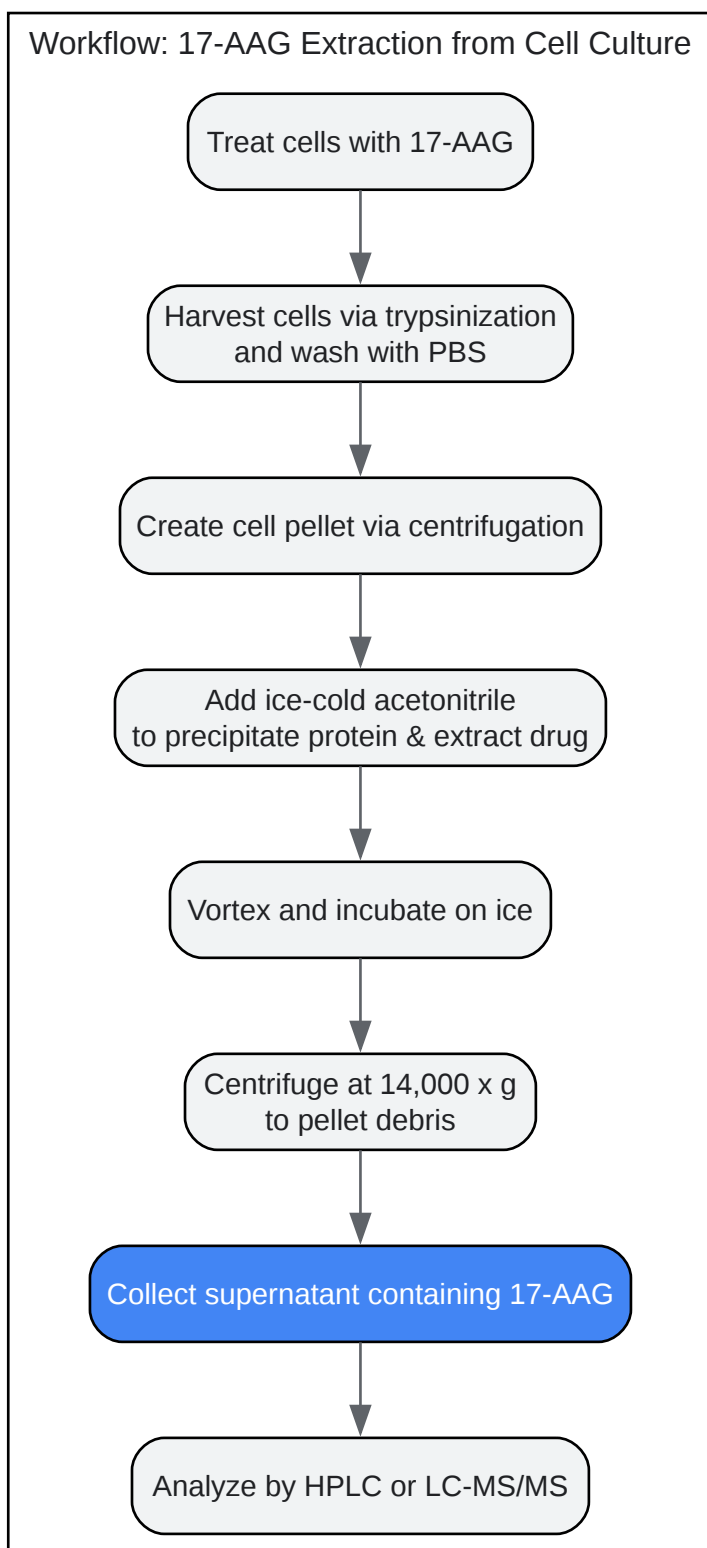 Workflow: 17-AAG Extraction from Cell Culture
Treat cells with 17-AAG
Harvest cells via trypsinization
and wash with PBS
Create cell pellet via centrifugation
Add ice-cold acetonitrile
to precipitate protein & extract drug
Vortex and incubate on ice
Centrifuge at 14,000 x g
to pellet debris
Collect supernatant containing 17-AAG
Analyze by HPLC or LC-MS/MS